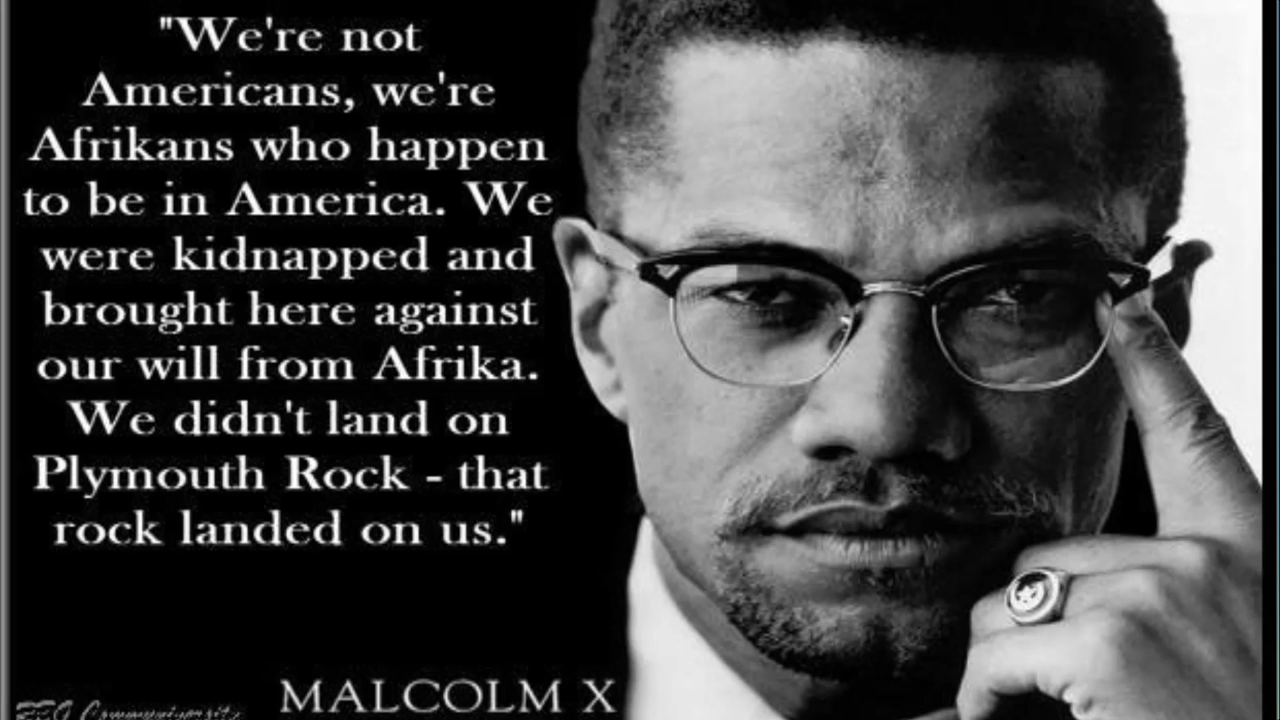 "We're not
Americans, we're
Afrikans who happen
to be in America. We
were kidnapped and
brought here against
our will from Afrika.
We didn't land on
Plymouth Rock - that
rock landed on us."
MALCOLM X